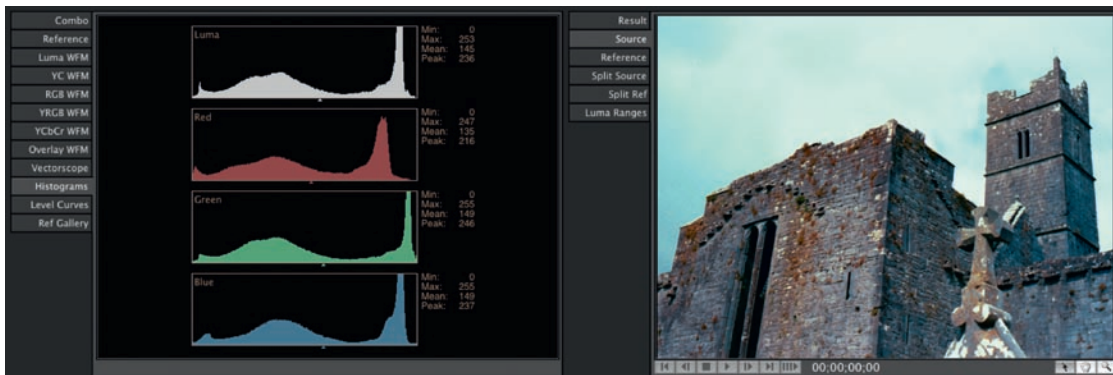 Combo
Reference
Luma WFM
YC WFM
RGB WFM
YRGB WFM
YCbCr WFM
Overlay WFM
Vectorscope
Histograms
Level Curves
Ref Gallery
Luma
Min: 0
Max: 253
Mean: 145
Peak: 236
Red
Min: 0
Max: 247
Mean: 135
Peak: 216
Green
Min: 0
Max: 255
Mean: 149
Peak: 246
Blue
Min: 0
Max: 255
Mean: 149
Peak: 237
Result
Source
Reference
Split Source
Split Ref
Luma Ranges
00;00;00;00